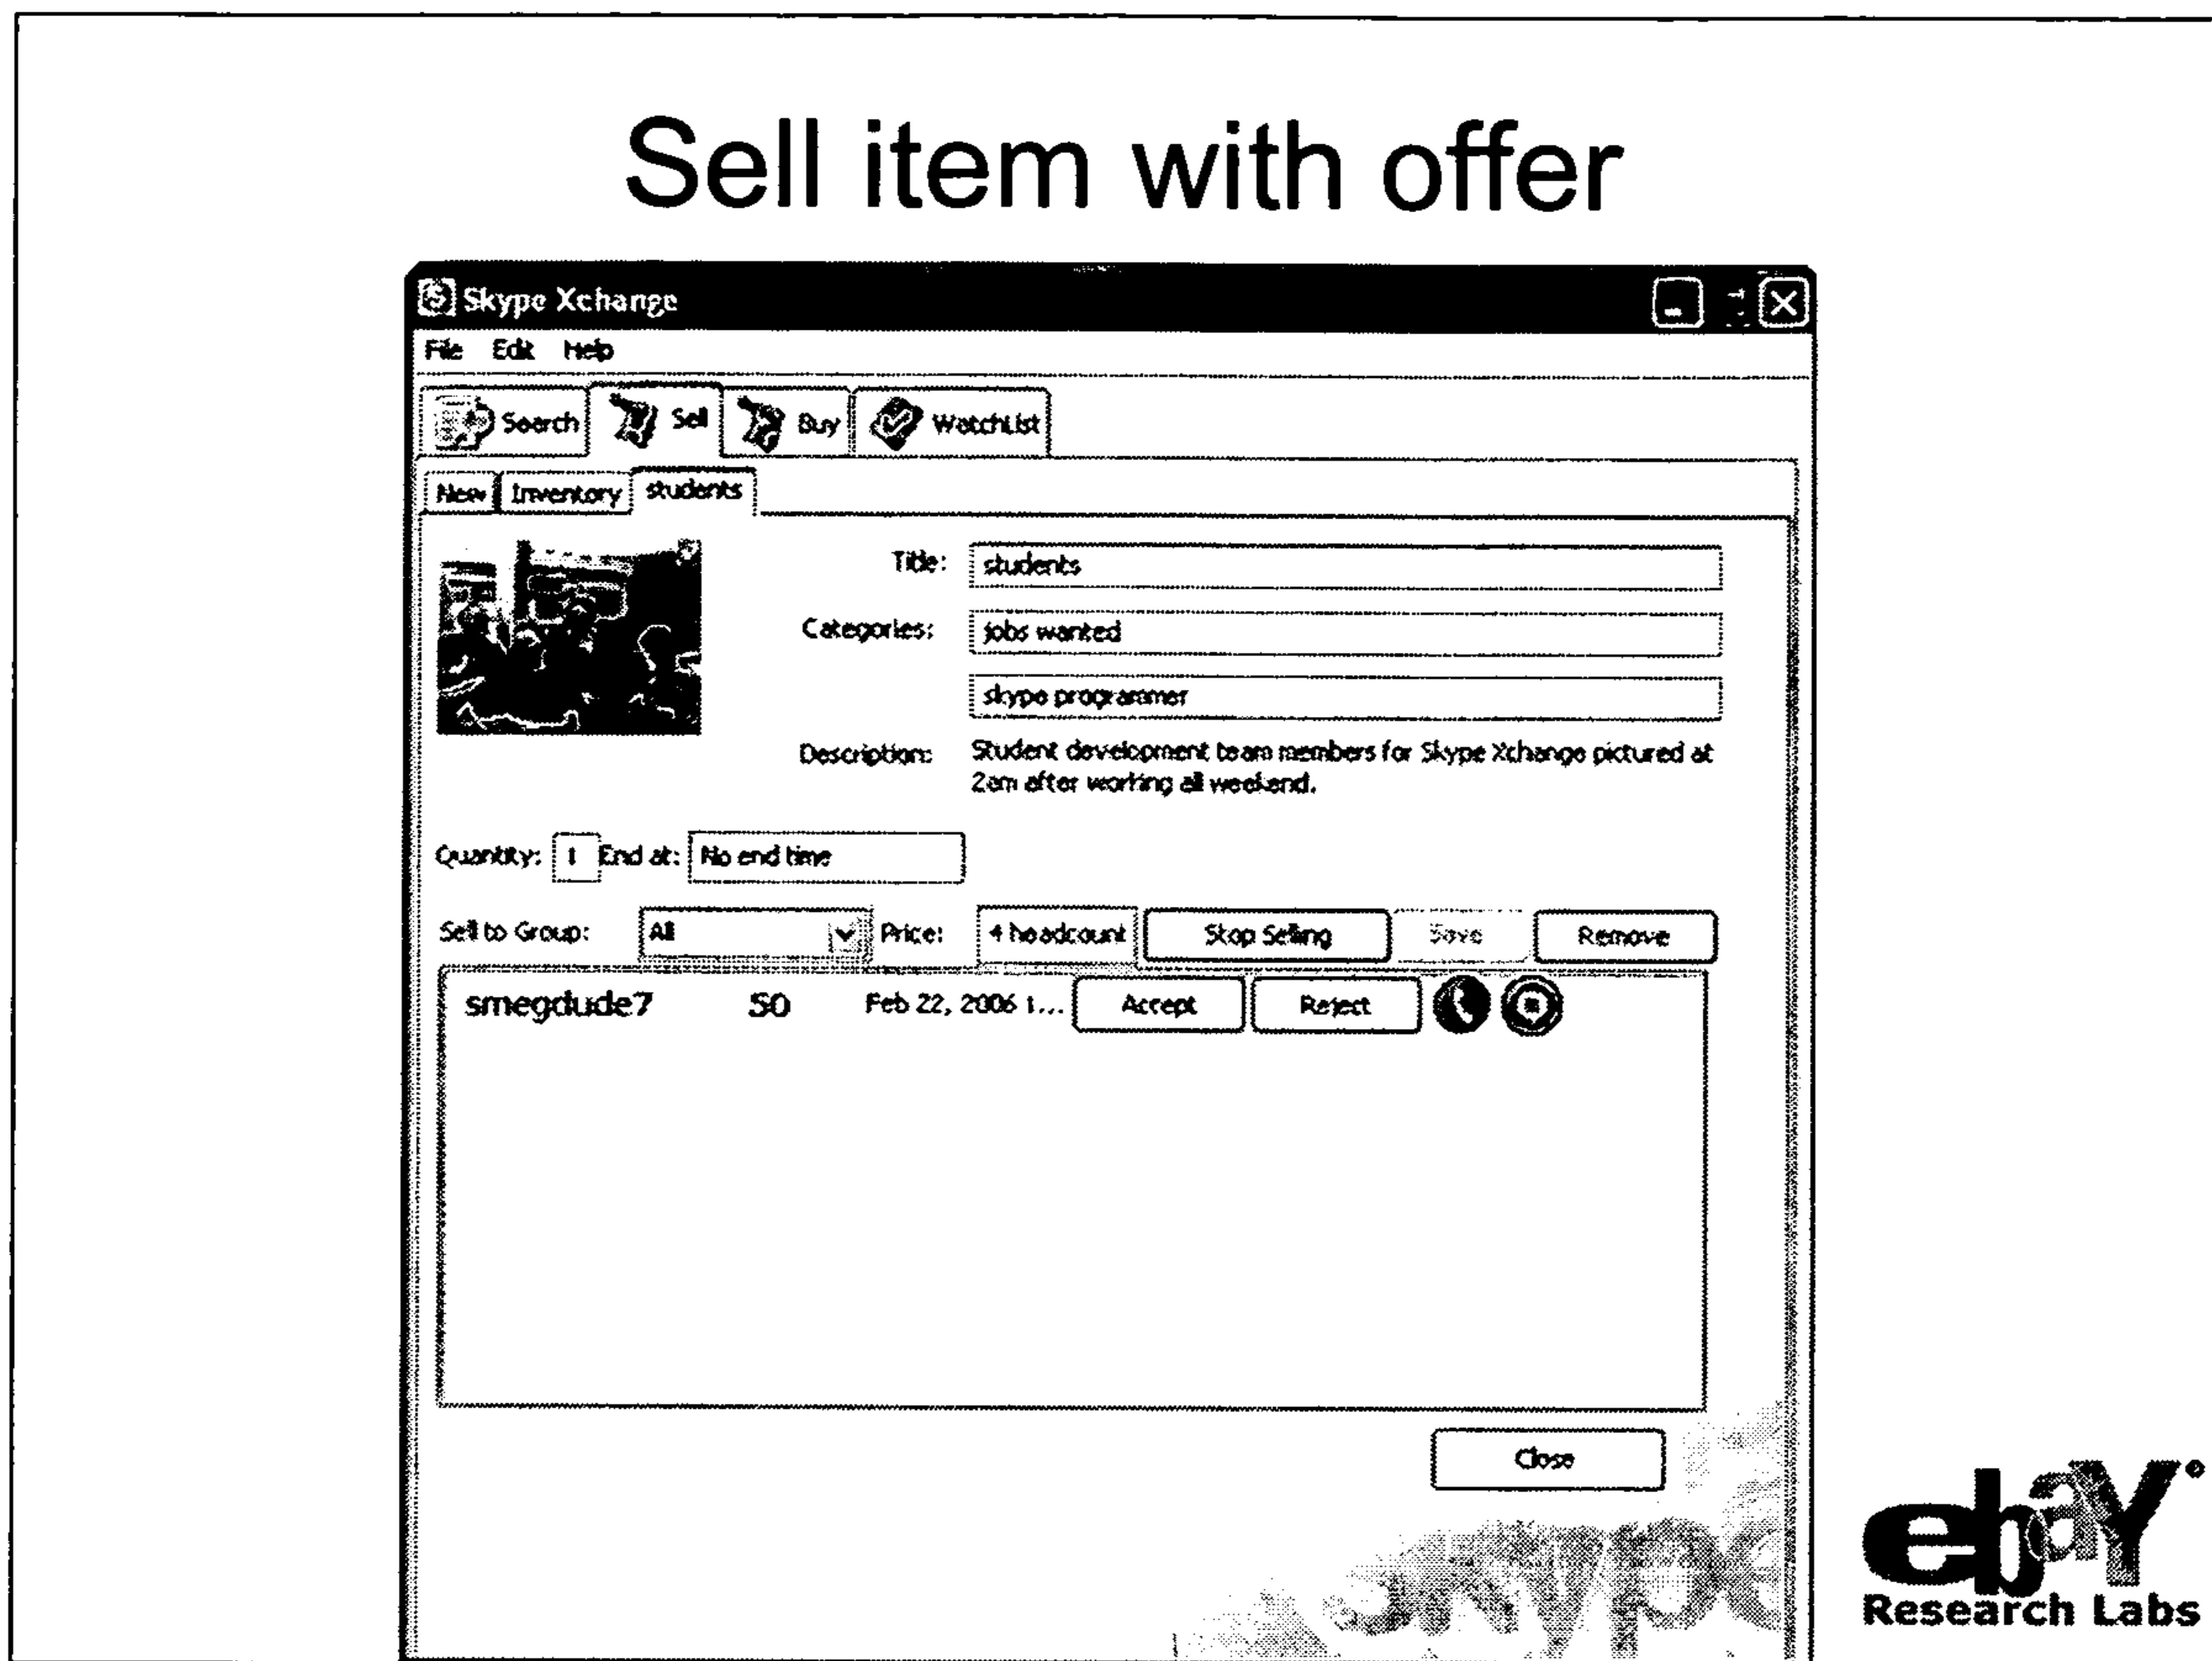 Sell item with offer
Skype Xchange
File Edit Help
Search Sell Buy WatchList
New Inventory students
Title: students
Categories: jobs wanted
skype programmer
Description: Student development team members for Skype Xchange pictured at
2am after working all weekend.
Quantity: 1 End at: No end time
Sell to Group: All Price: 4 headcount Stop Selling Save Remove
smegdude7 50 Feb 22, 2006 1... Accept Reject
Close
skype
ebaY®
Research Labs